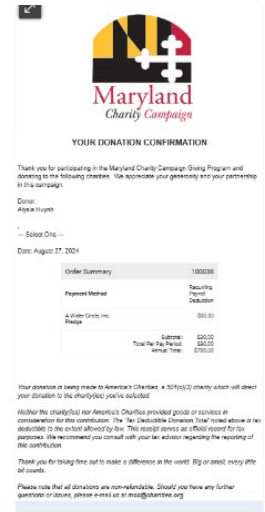 Maryland
Charity Campaign
YOUR DONATION CONFIRMATION
Thank you for participating in the Maryland Charity Campaign Giving Program and
donating to the following charities. We appreciate your generosity and your partnership
in this campaign.
Donor:
Alysia Huynh
,
--- Select One ---
Date: August 27, 2024
Order Summary 100038
Payment Method Recurring
Payroll
Deduction
A Wider Circle, Inc. $30.00
Pledge
Subtotal: $30.00
Total Per Pay Period: $30.00
Annual Total: $780.00
Your donation is being made to America's Charities, a 501(c)(3) charity which will direct
your donation to the charity(ies) you've selected.
Neither the charity(ies) nor America's Charities provided goods or services in
consideration for this contribution. The "Tax Deductible Donation Total" noted above is tax
deductible to the extent allowed by law. This receipt serves as official record for tax
purposes. We recommend you consult with your tax advisor regarding the reporting of
this contribution.
Thank you for taking time out to make a difference in the world. Big or small, every little
bit counts.
Please note that all donations are non-refundable. Should you have any further
questions or issues, please e-mail us at mcc@charities.org